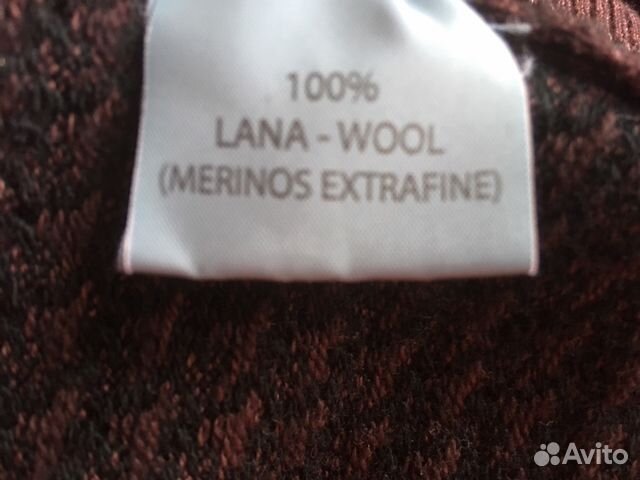 100%
LANA - WOOL
(MERINOS EXTRAFINE)
Avito